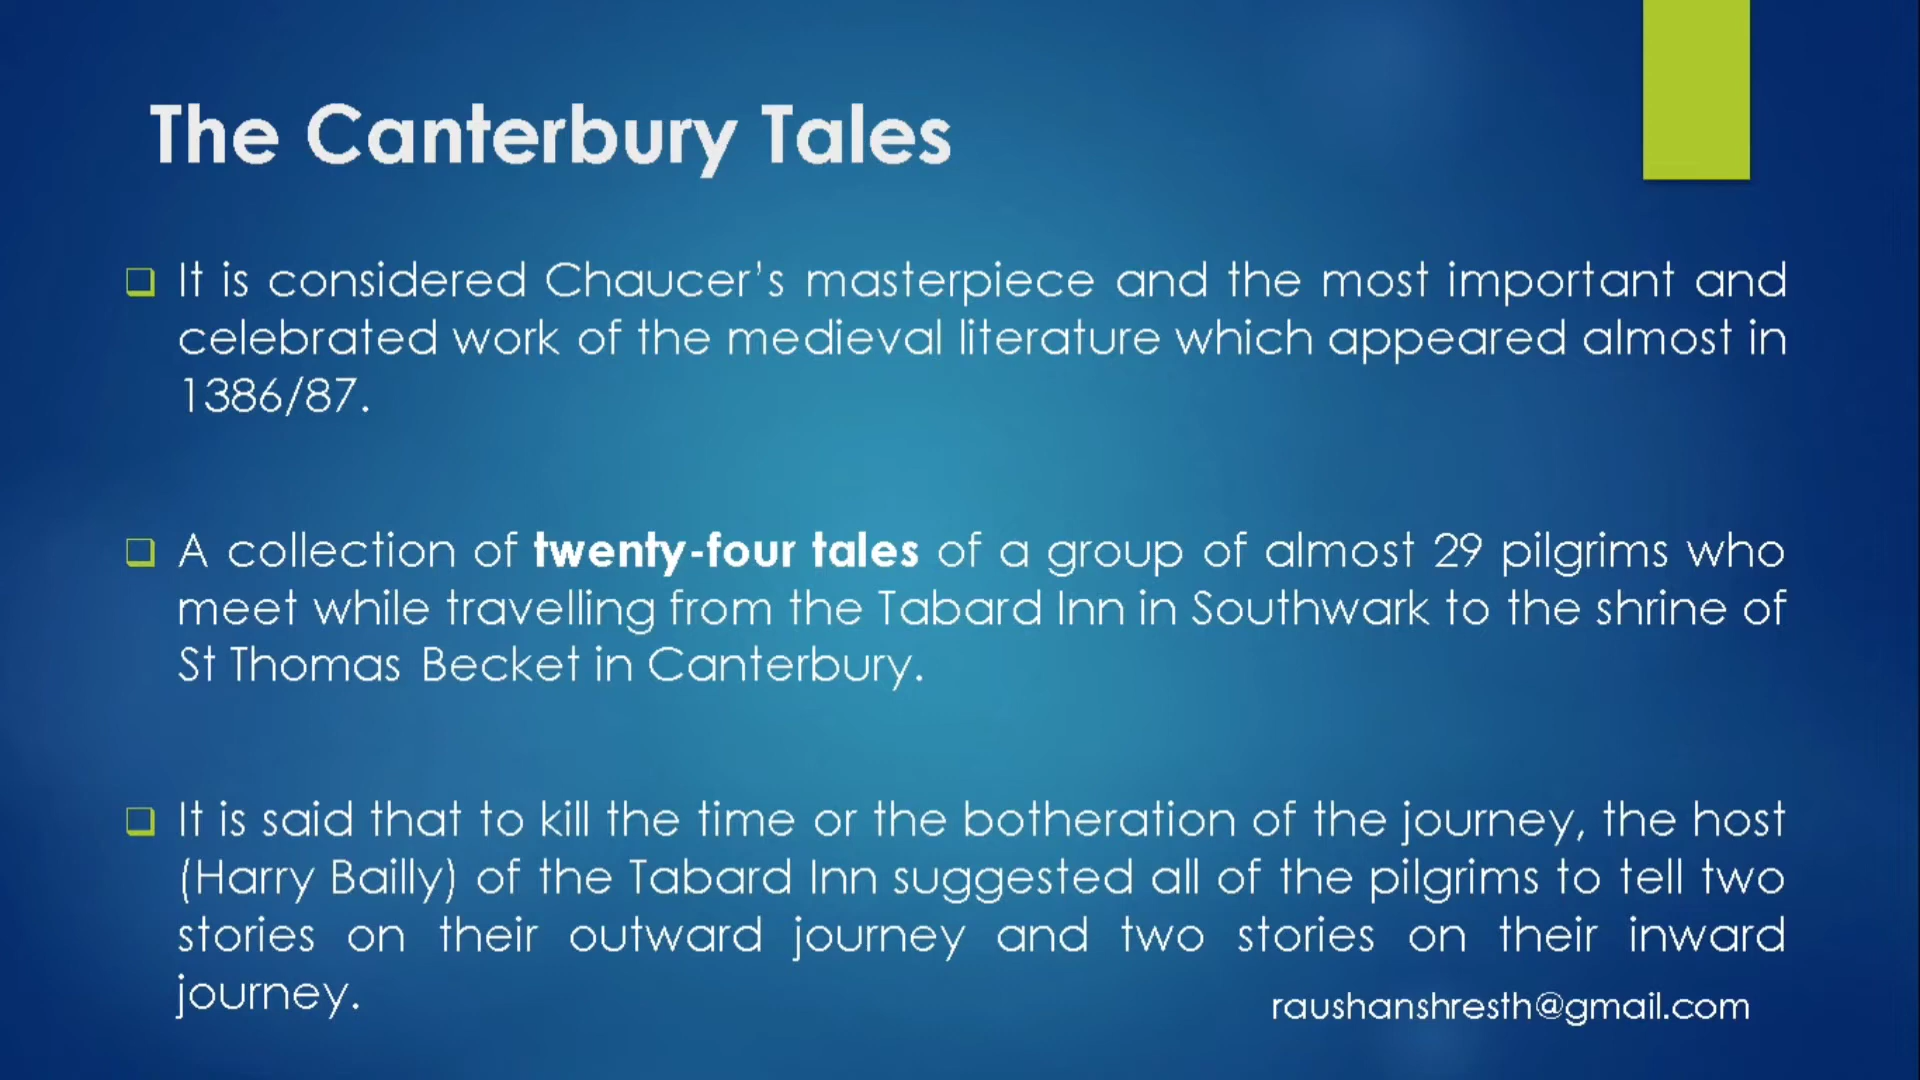 The Canterbury Tales
It is considered Chaucer's masterpiece and the most important and
celebrated work of the medieval literature which appeared almost in
1386/87.
A collection of twenty-four tales of a group of almost 29 pilgrims who
meet while travelling from the Tabard Inn in Southwark to the shrine of
St Thomas Becket in Canterbury.
It is said that to kill the time or the botheration of the journey, the host
(Harry Bailly) of the Tabard Inn suggested all of the pilgrims to tell two
stories on their outward journey and two stories on their inward
journey.
raushanshresth@gmail.com